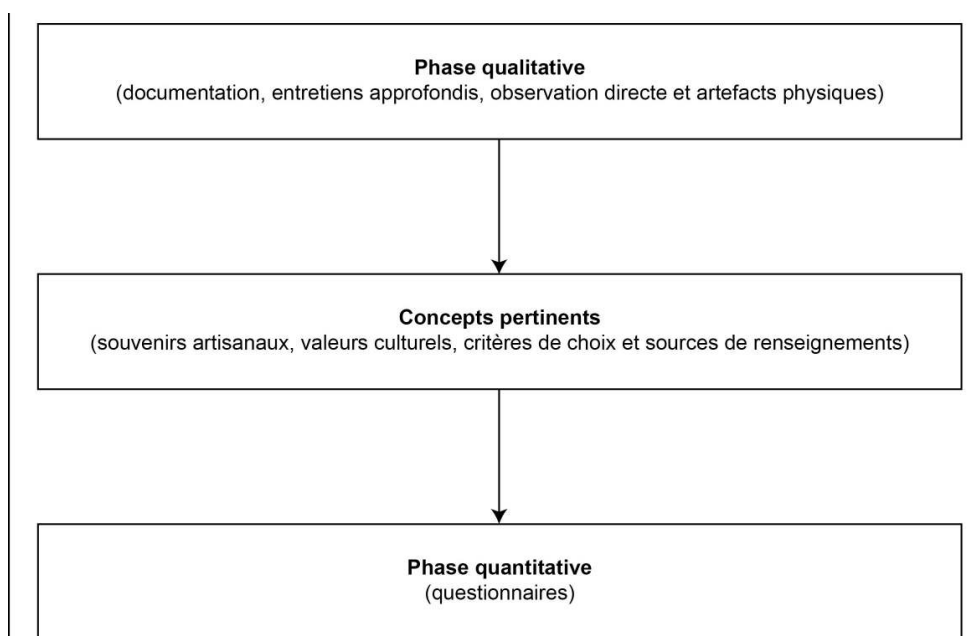 Phase qualitative
(documentation, entretiens approfondis, observation directe et artefacts physiques)
Concepts pertinents
(souvenirs artisanaux, valeurs culturels, critères de choix et sources de renseignements)
Phase quantitative
(questionnaires)